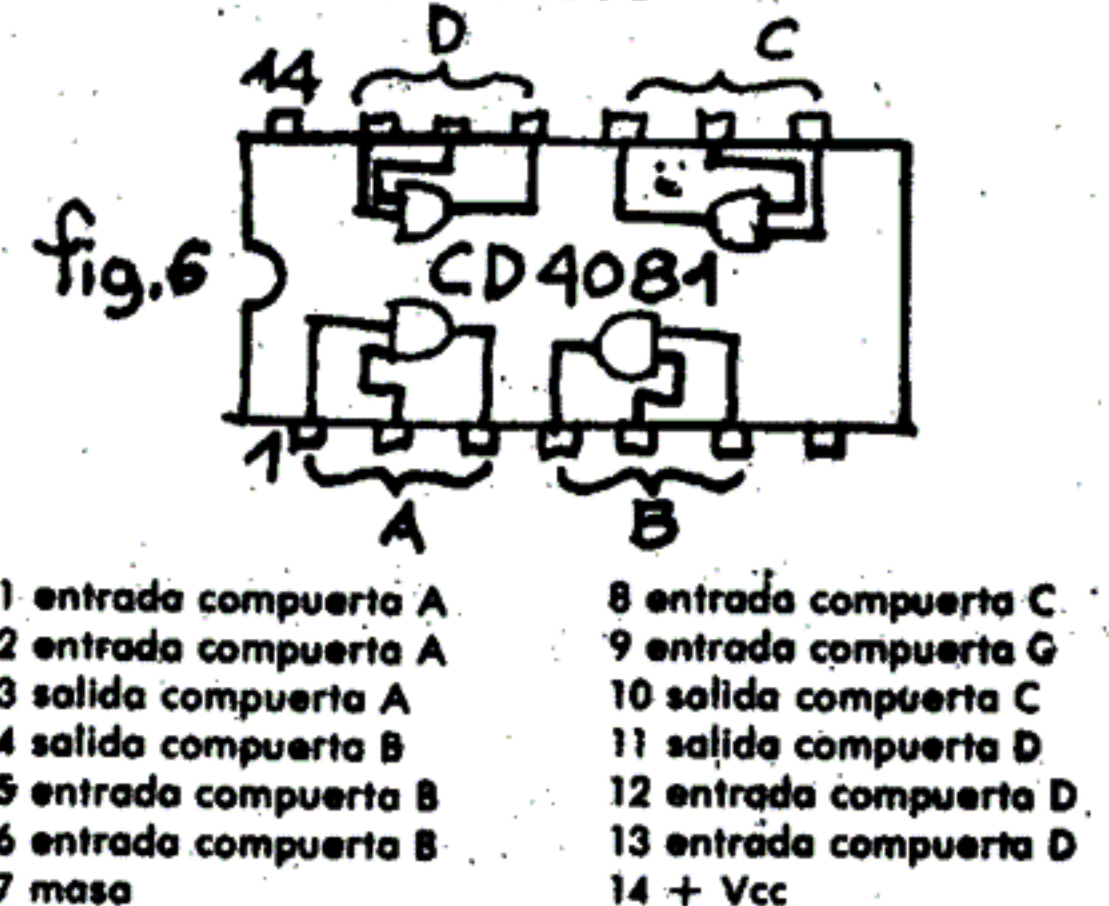 D C
14
fig.6
CD4081
1
A B
1 entrada compuerta A
2 entrada compuerta A
3 salida compuerta A
4 salida compuerta B
5 entrada compuerta B
6 entrada compuerta B
7 masa
8 entrada compuerta C
9 entrada compuerta G
10 salida compuerta C
11 salida compuerta D
12 entrada compuerta D
13 entrada compuerta D
14 + Vcc